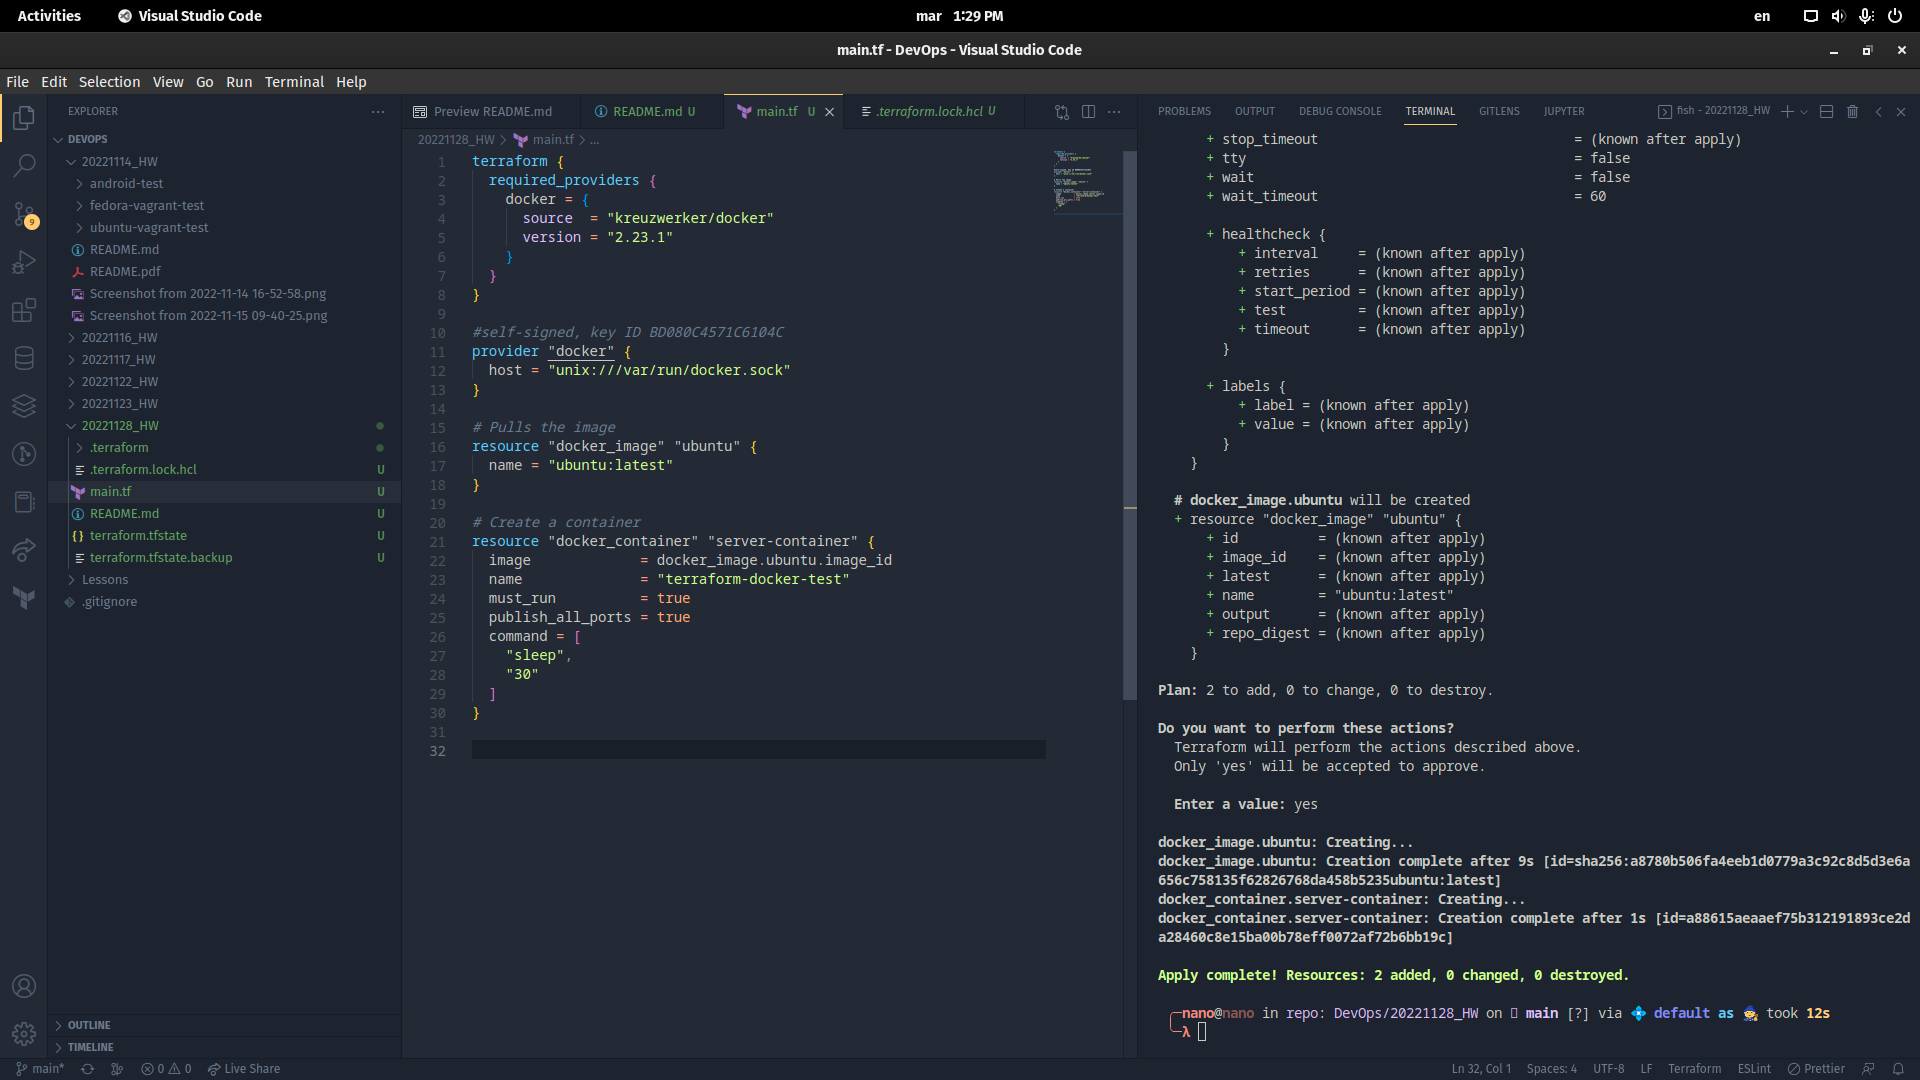 Activities
Visual Studio Code
mar 1:29 PM
en
main.tf - DevOps - Visual Studio Code
File Edit Selection View Go Run Terminal Help
EXPLORER
DEVOPS
20221114_HW
android-test
fedora-vagrant-test
ubuntu-vagrant-test
README.md
README.pdf
Screenshot from 2022-11-14 16-52-58.png
Screenshot from 2022-11-15 09-40-25.png
20221116_HW
20221117_HW
20221122_HW
20221123_HW
20221128_HW
.terraform
.terraform.lock.hcl U
main.tf U
README.md U
terraform.tfstate U
terraform.tfstate.backup U
Lessons
.gitignore
OUTLINE
TIMELINE
9
Preview README.md
README.md U
main.tf U
.terraform.lock.hcl U
20221128_HW > main.tf > ...
1 terraform {
2 required_providers {
3 docker = {
4 source = "kreuzwerker/docker"
5 version = "2.23.1"
6 }
7 }
8 }
9
10 #self-signed, key ID BD080C4571C6104C
11 provider "docker" {
12 host = "unix:///var/run/docker.sock"
13 }
14
15 # Pulls the image
16 resource "docker_image" "ubuntu" {
17 name = "ubuntu:latest"
18 }
19
20 # Create a container
21 resource "docker_container" "server-container" {
22 image = docker_image.ubuntu.image_id
23 name = "terraform-docker-test"
24 must_run = true
25 publish_all_ports = true
26 command = [
27 "sleep",
28 "30"
29 ]
30 }
31
32
PROBLEMS OUTPUT DEBUG CONSOLE TERMINAL GITLENS JUPYTER
fish - 20221128_HW
+ stop_timeout = (known after apply)
+ tty = false
+ wait = false
+ wait_timeout = 60
+ healthcheck {
+ interval = (known after apply)
+ retries = (known after apply)
+ start_period = (known after apply)
+ test = (known after apply)
+ timeout = (known after apply)
}
+ labels {
+ label = (known after apply)
+ value = (known after apply)
}
}
# docker_image.ubuntu will be created
+ resource "docker_image" "ubuntu" {
+ id = (known after apply)
+ image_id = (known after apply)
+ latest = (known after apply)
+ name = "ubuntu:latest"
+ output = (known after apply)
+ repo_digest = (known after apply)
}
Plan: 2 to add, 0 to change, 0 to destroy.
Do you want to perform these actions?
Terraform will perform the actions described above.
Only 'yes' will be accepted to approve.
Enter a value: yes
docker_image.ubuntu: Creating...
docker_image.ubuntu: Creation complete after 9s [id=sha256:a8780b506fa4eeb1d0779a3c92c8d5d3e6a
656c758135f62826768da458b5235ubuntu:latest]
docker_container.server-container: Creating...
docker_container.server-container: Creation complete after 1s [id=a88615aeaaef75b312191893ce2d
a28460c8e15ba00b78eff0072af72b6bb19c]
Apply complete! Resources: 2 added, 0 changed, 0 destroyed.
nano@nano in repo: DevOps/20221128_HW on main [?] via default as took 12s
λ
main* 0 0 Live Share
Ln 32, Col 1 Spaces: 4 UTF-8 LF Terraform ESLint Prettier